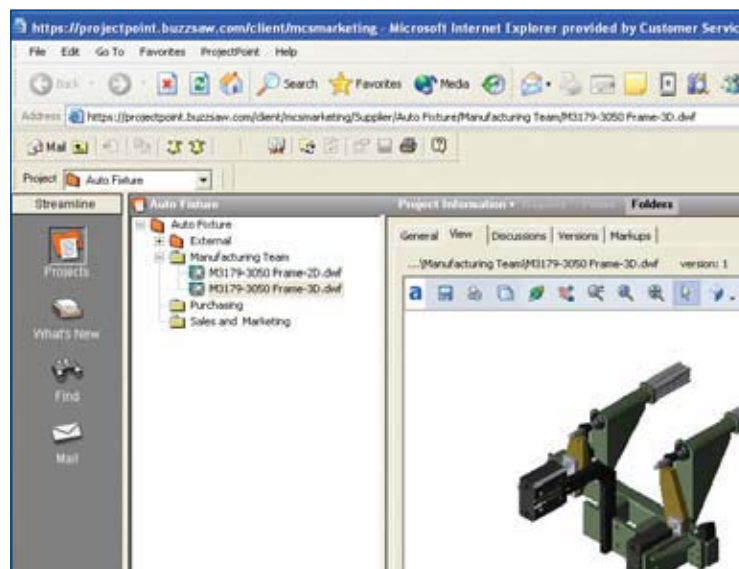 https://projectpoint.buzzsaw.com/client/mcsmarketing - Microsoft Internet Explorer provided by Customer Servic
File Edit Go To Favorites ProjectPoint Help
Back Search Favorites Media
Address https://projectpoint.buzzsaw.com/client/mcsmarketing/Supplier/Auto Fixture/Manufacturing Team/M3179-3050 Frame-3D.dwf
Mail
Project Auto Fixture
Streamline
Projects
What's New
Find
Mail
Auto Fixture
Auto Fixture
External
Manufacturing Team
M3179-3050 Frame-2D.dwf
M3179-3050 Frame-3D.dwf
Purchasing
Sales and Marketing
Project Information Folders
General View Discussions Versions Markups
...\Manufacturing Team\M3179-3050 Frame-3D.dwf version: 1
a